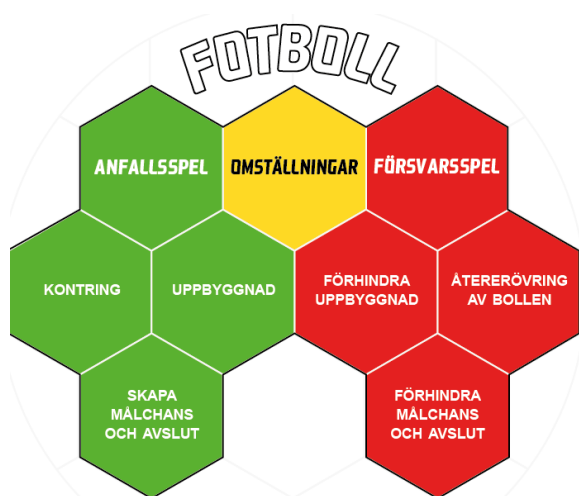 FOTBOLL
ANFALLSSPEL
OMSTÄLLNINGAR
FÖRSVARSSPEL
KONTRING
UPPBYGGNAD
FÖRHINDRA
UPPBYGGNAD
ÅTERERÖVRING
AV BOLLEN
SKAPA
MÅLCHANS
OCH AVSLUT
FÖRHINDRA
MÅLCHANS
OCH AVSLUT